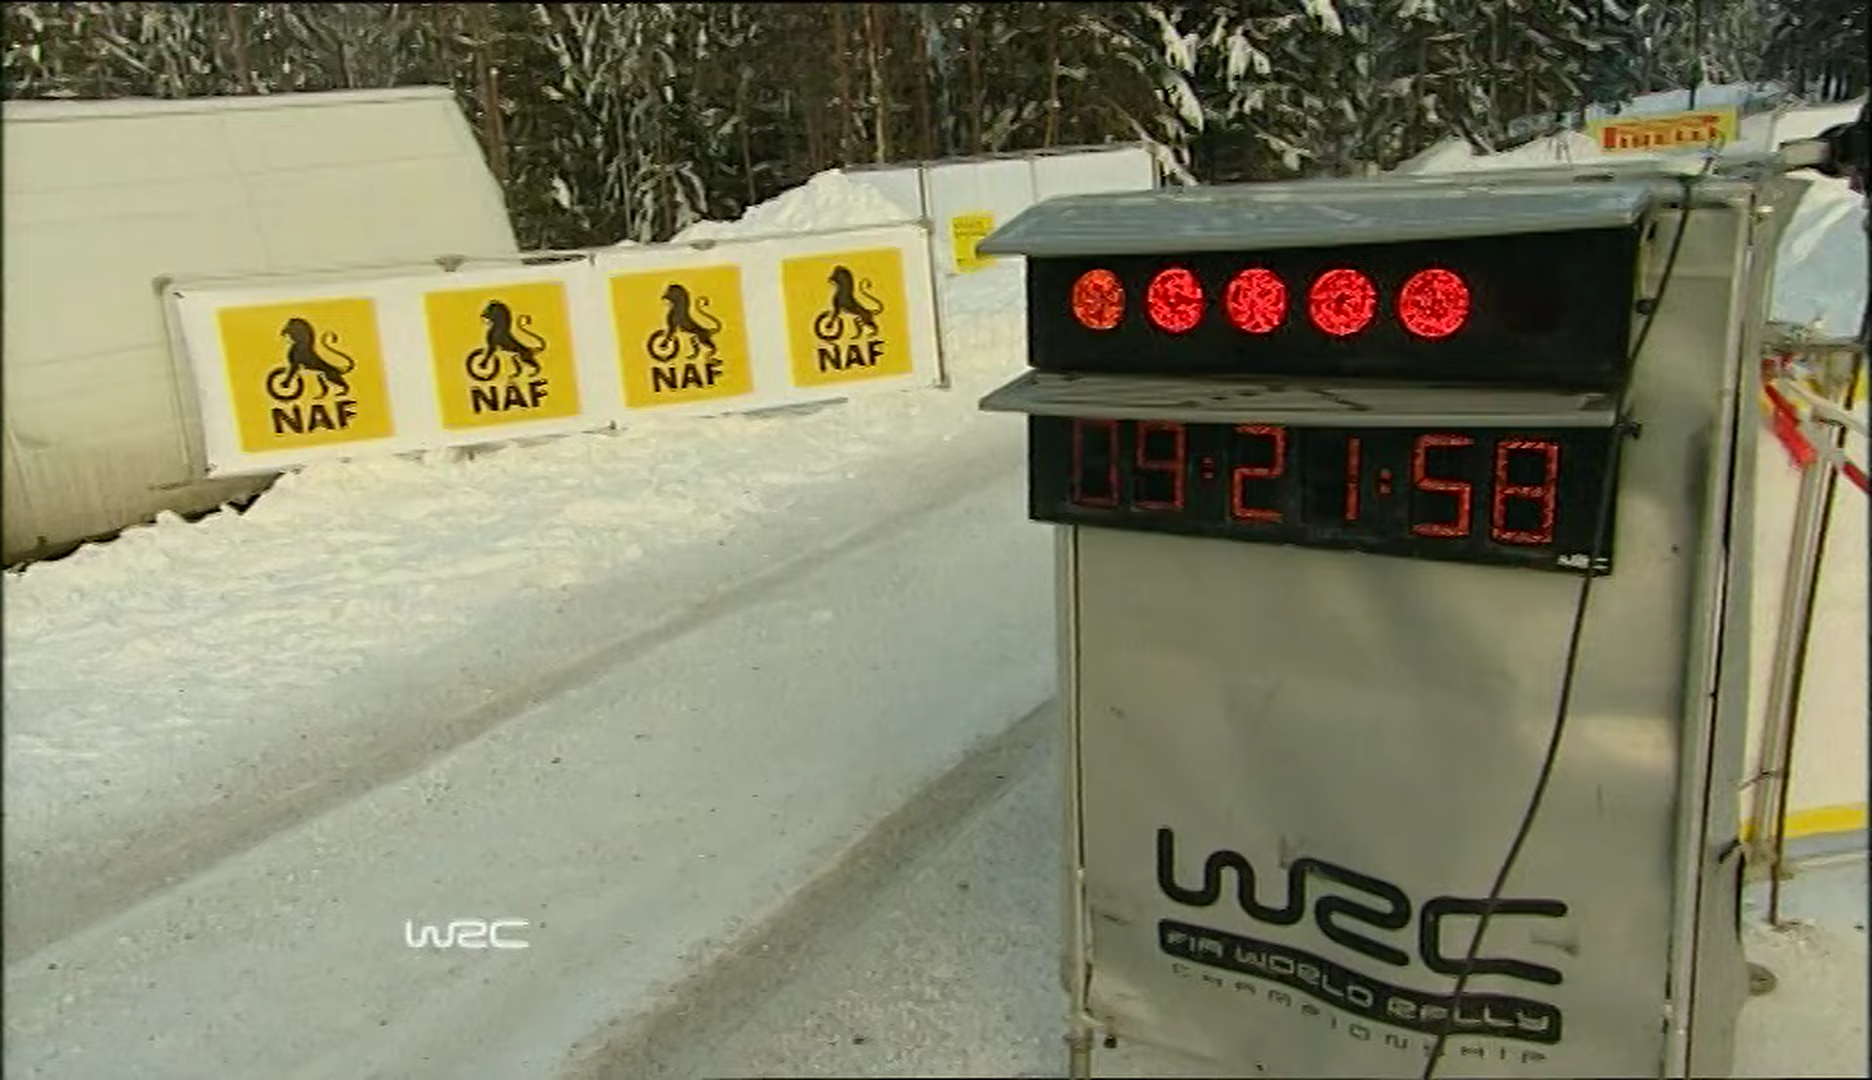 PIRELLI
NAF
NAF
NAF
NAF
09:21:58
WRC
FIA WORLD RALLY
CHAMPIONSHIP
WRC